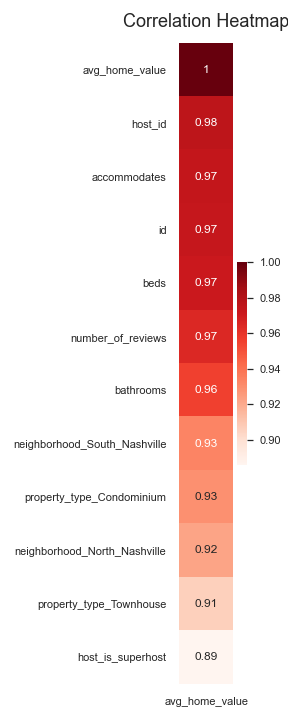 Correlation Heatmap
avg_home_value 1
host_id 0.98
accommodates 0.97
id 0.97
beds 0.97
number_of_reviews 0.97
bathrooms 0.96
neighborhood_South_Nashville 0.93
property_type_Condominium 0.93
neighborhood_North_Nashville 0.92
property_type_Townhouse 0.91
host_is_superhost 0.89
avg_home_value
1.00
0.98
0.96
0.94
0.92
0.90